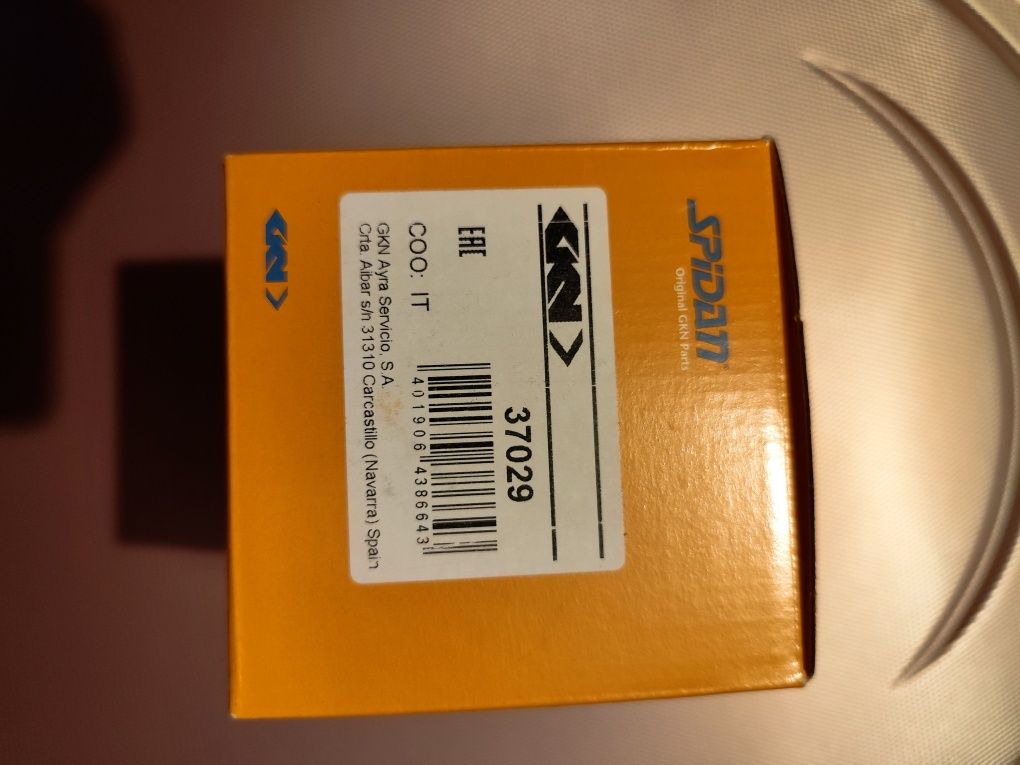 SPiDan
Original GKN Parts
GKN
37029
4019064386643
EAC
COO: IT
GKN Ayra Servicio, S.A.
Crta. Aibar s/n 31310 Carcastillo (Navarra) Spain
GKN